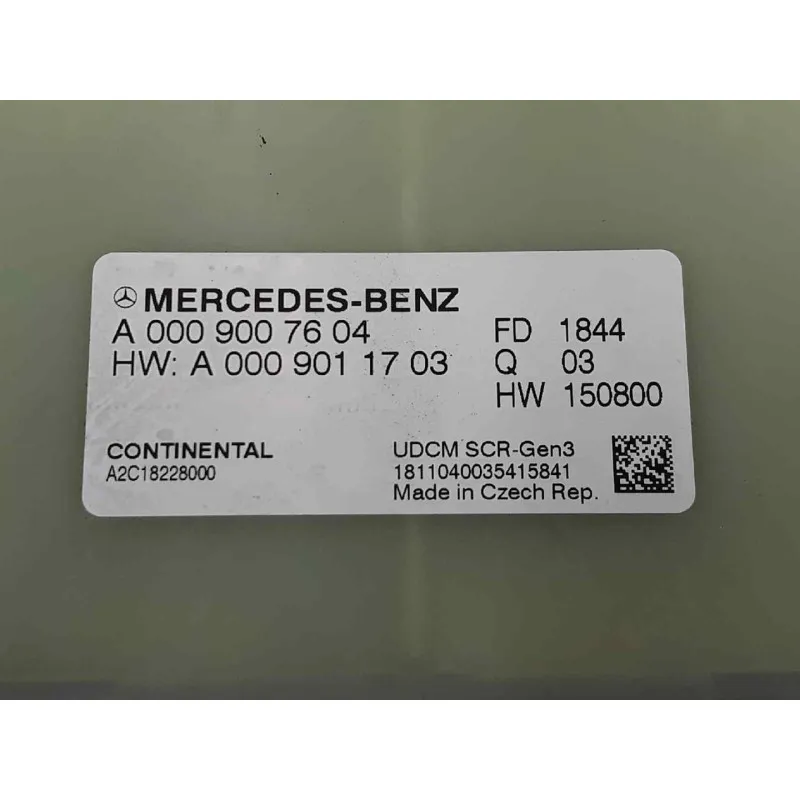 MERCEDES-BENZ
A 000 900 76 04 FD 1844
HW: A 000 901 17 03 Q 03
HW 150800
CONTINENTAL UDCM SCR-Gen3
A2C18228000 1811040035415841
Made in Czech Rep.